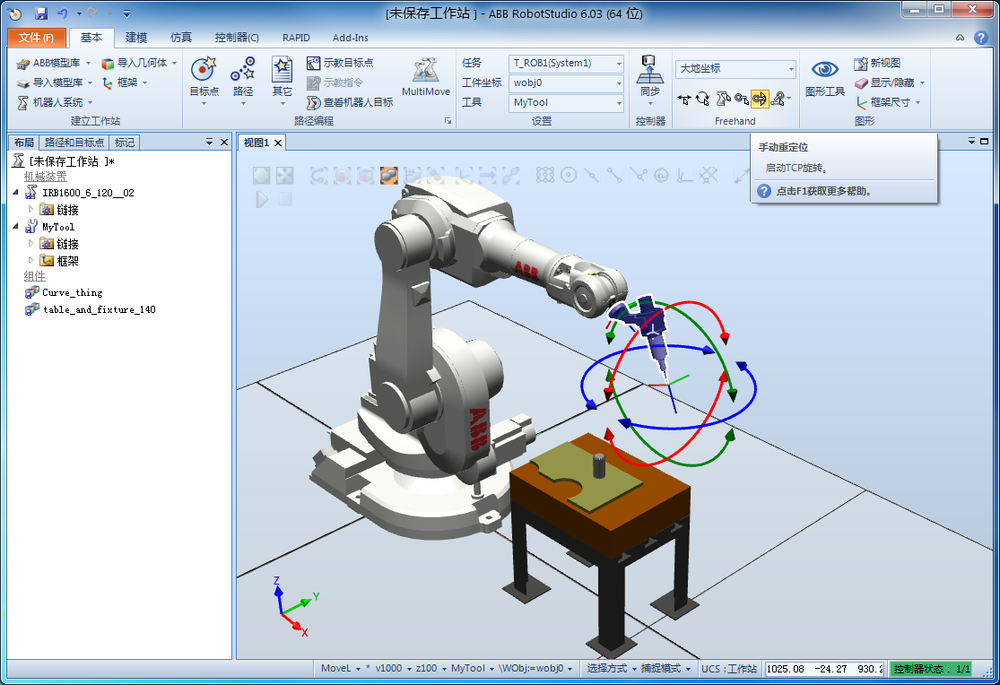 [未保存工作站 ] - ABB RobotStudio 6.03 (64 位)
文件(F) 基本 建模 仿真 控制器(C) RAPID Add-Ins
ABB模型库 导入几何体
导入模型库 框架
机器人系统
建立工作站
目标点 路径 其它
示教目标点
示教指令
查看机器人目标
MultiMove
路径编程
任务 T_ROB1(System1)
工件坐标 wobj0
工具 MyTool
设置
同步
控制器
大地坐标
Freehand
图形工具
新视图
显示/隐藏
框架尺寸
图形
布局 路径和目标点 标记
[未保存工作站 ]*
机械装置
IRB1600_6_120__02
链接
MyTool
链接
框架
组件
Curve_thing
table_and_fixture_140
视图1
手动重定位
启动TCP旋转。
点击F1获取更多帮助。
ABB
ABB
Z
Y
X
MoveL * v1000 z100 MyTool \WObj:=wobj0 选择方式 捕捉模式 UCS : 工作站 1025.08 -24.27 930.2 控制器状态： 1/1